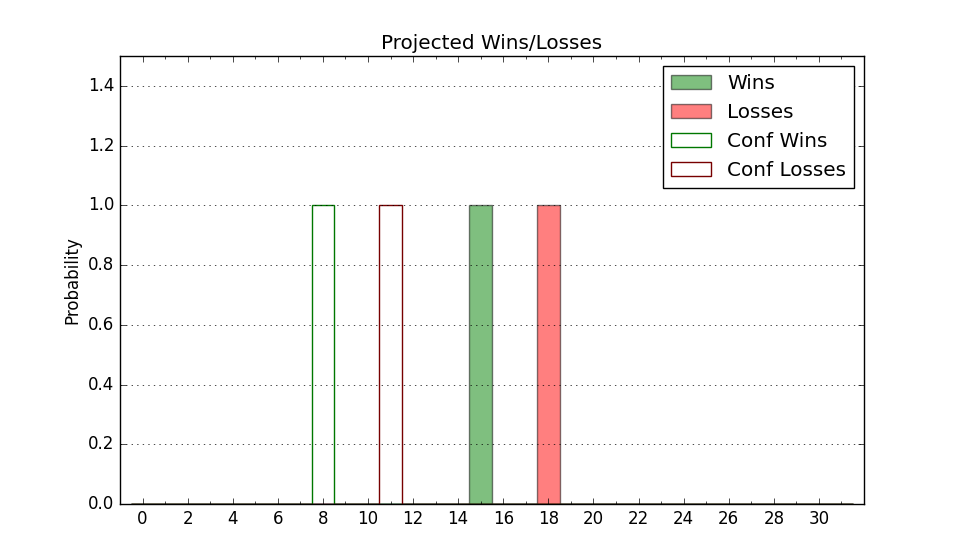 Projected Wins/Losses
1.4
1.2
1.0
0.8
0.6
0.4
0.2
0.0
Probability
Wins
Losses
Conf Wins
Conf Losses
0 2 4 6 8 10 12 14 16 18 20 22 24 26 28 30